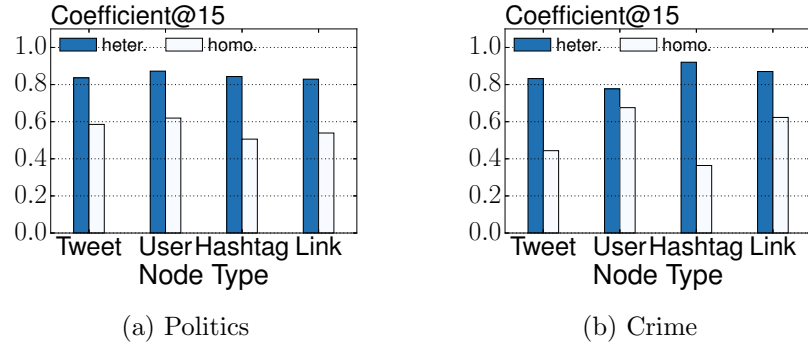 Coefficient@15
1.0
heter. homo.
0.8
0.6
0.4
0.2
0.0
Tweet User Hashtag Link
Node Type
(a) Politics
Coefficient@15
1.0
heter. homo.
0.8
0.6
0.4
0.2
0.0
Tweet User Hashtag Link
Node Type
(b) Crime